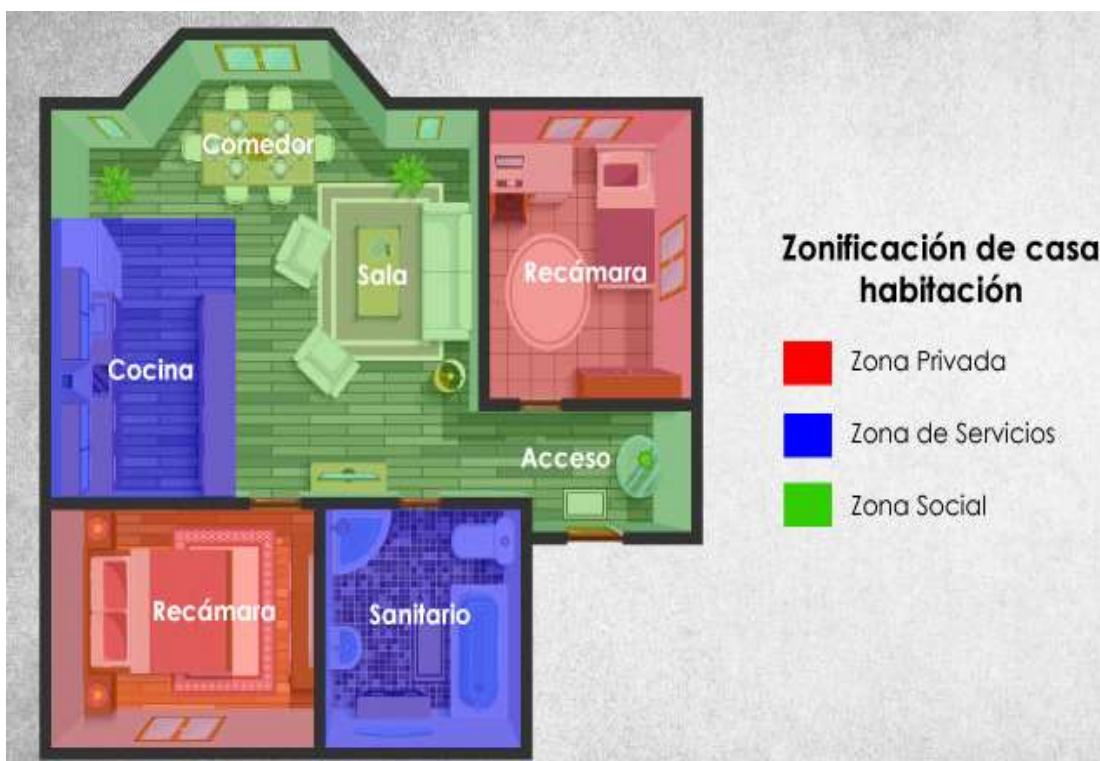 Comedor
Sala
Recámara
Cocina
Acceso
Recámara
Sanitario
Zonificación de casa
habitación
Zona Privada
Zona de Servicios
Zona Social